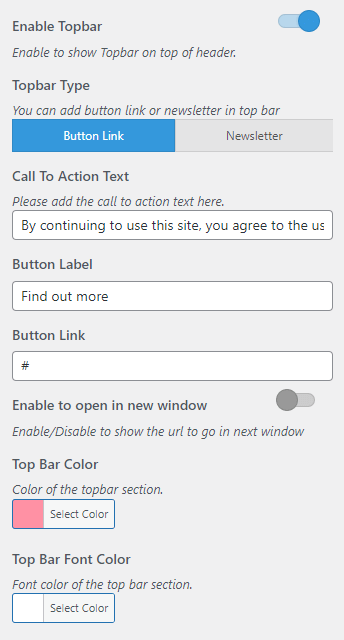 Enable Topbar
Enable to show Topbar on top of header.
Topbar Type
You can add button link or newsletter in top bar
Button Link Newsletter
Call To Action Text
Please add the call to action text here.
By continuing to use this site, you agree to the us
Button Label
Find out more
Button Link
#
Enable to open in new window
Enable/Disable to show the url to go in next window
Top Bar Color
Color of the topbar section.
Select Color
Top Bar Font Color
Font color of the top bar section.
Select Color